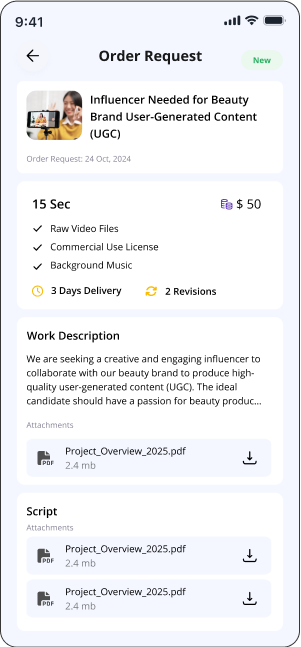 9:41
Order Request
New
Influencer Needed for Beauty
Brand User-Generated Content
(UGC)
Order Request: 24 Oct, 2024
15 Sec
$ 50
Raw Video Files
Commercial Use License
Background Music
3 Days Delivery
2 Revisions
Work Description
We are seeking a creative and engaging influencer to
collaborate with our beauty brand to produce high-
quality user-generated content (UGC). The ideal
candidate should have a passion for beauty produc...
Attachments
PDF
Project_Overview_2025.pdf
2.4 mb
Script
Attachments
PDF
Project_Overview_2025.pdf
2.4 mb
PDF
Project_Overview_2025.pdf
2.4 mb